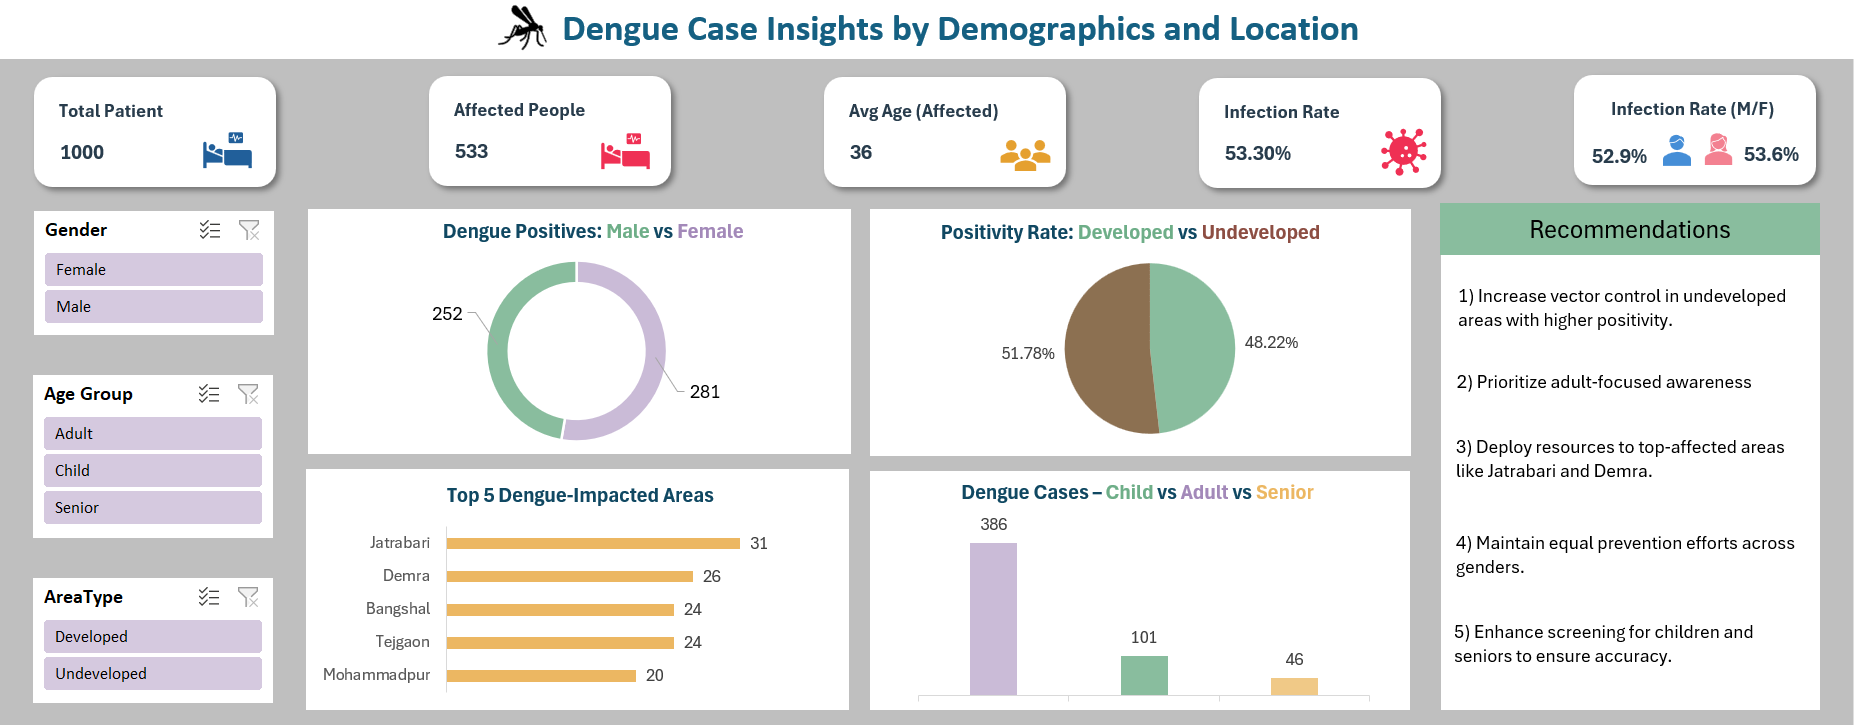 Dengue Case Insights by Demographics and Location
Total Patient
1000
Affected People
533
Avg Age (Affected)
36
Infection Rate
53.30%
Infection Rate (M/F)
52.9%
53.6%
Gender
Female
Male
Age Group
Adult
Child
Senior
AreaType
Developed
Undeveloped
Dengue Positives: Male vs Female
252
281
Positivity Rate: Developed vs Undeveloped
51.78%
48.22%
Top 5 Dengue-Impacted Areas
Jatrabari 31
Demra 26
Bangshal 24
Tejgaon 24
Mohammadpur 20
Dengue Cases – Child vs Adult vs Senior
386
101
46
Recommendations
1) Increase vector control in undeveloped
areas with higher positivity.
2) Prioritize adult-focused awareness
3) Deploy resources to top-affected areas
like Jatrabari and Demra.
4) Maintain equal prevention efforts across
genders.
5) Enhance screening for children and
seniors to ensure accuracy.